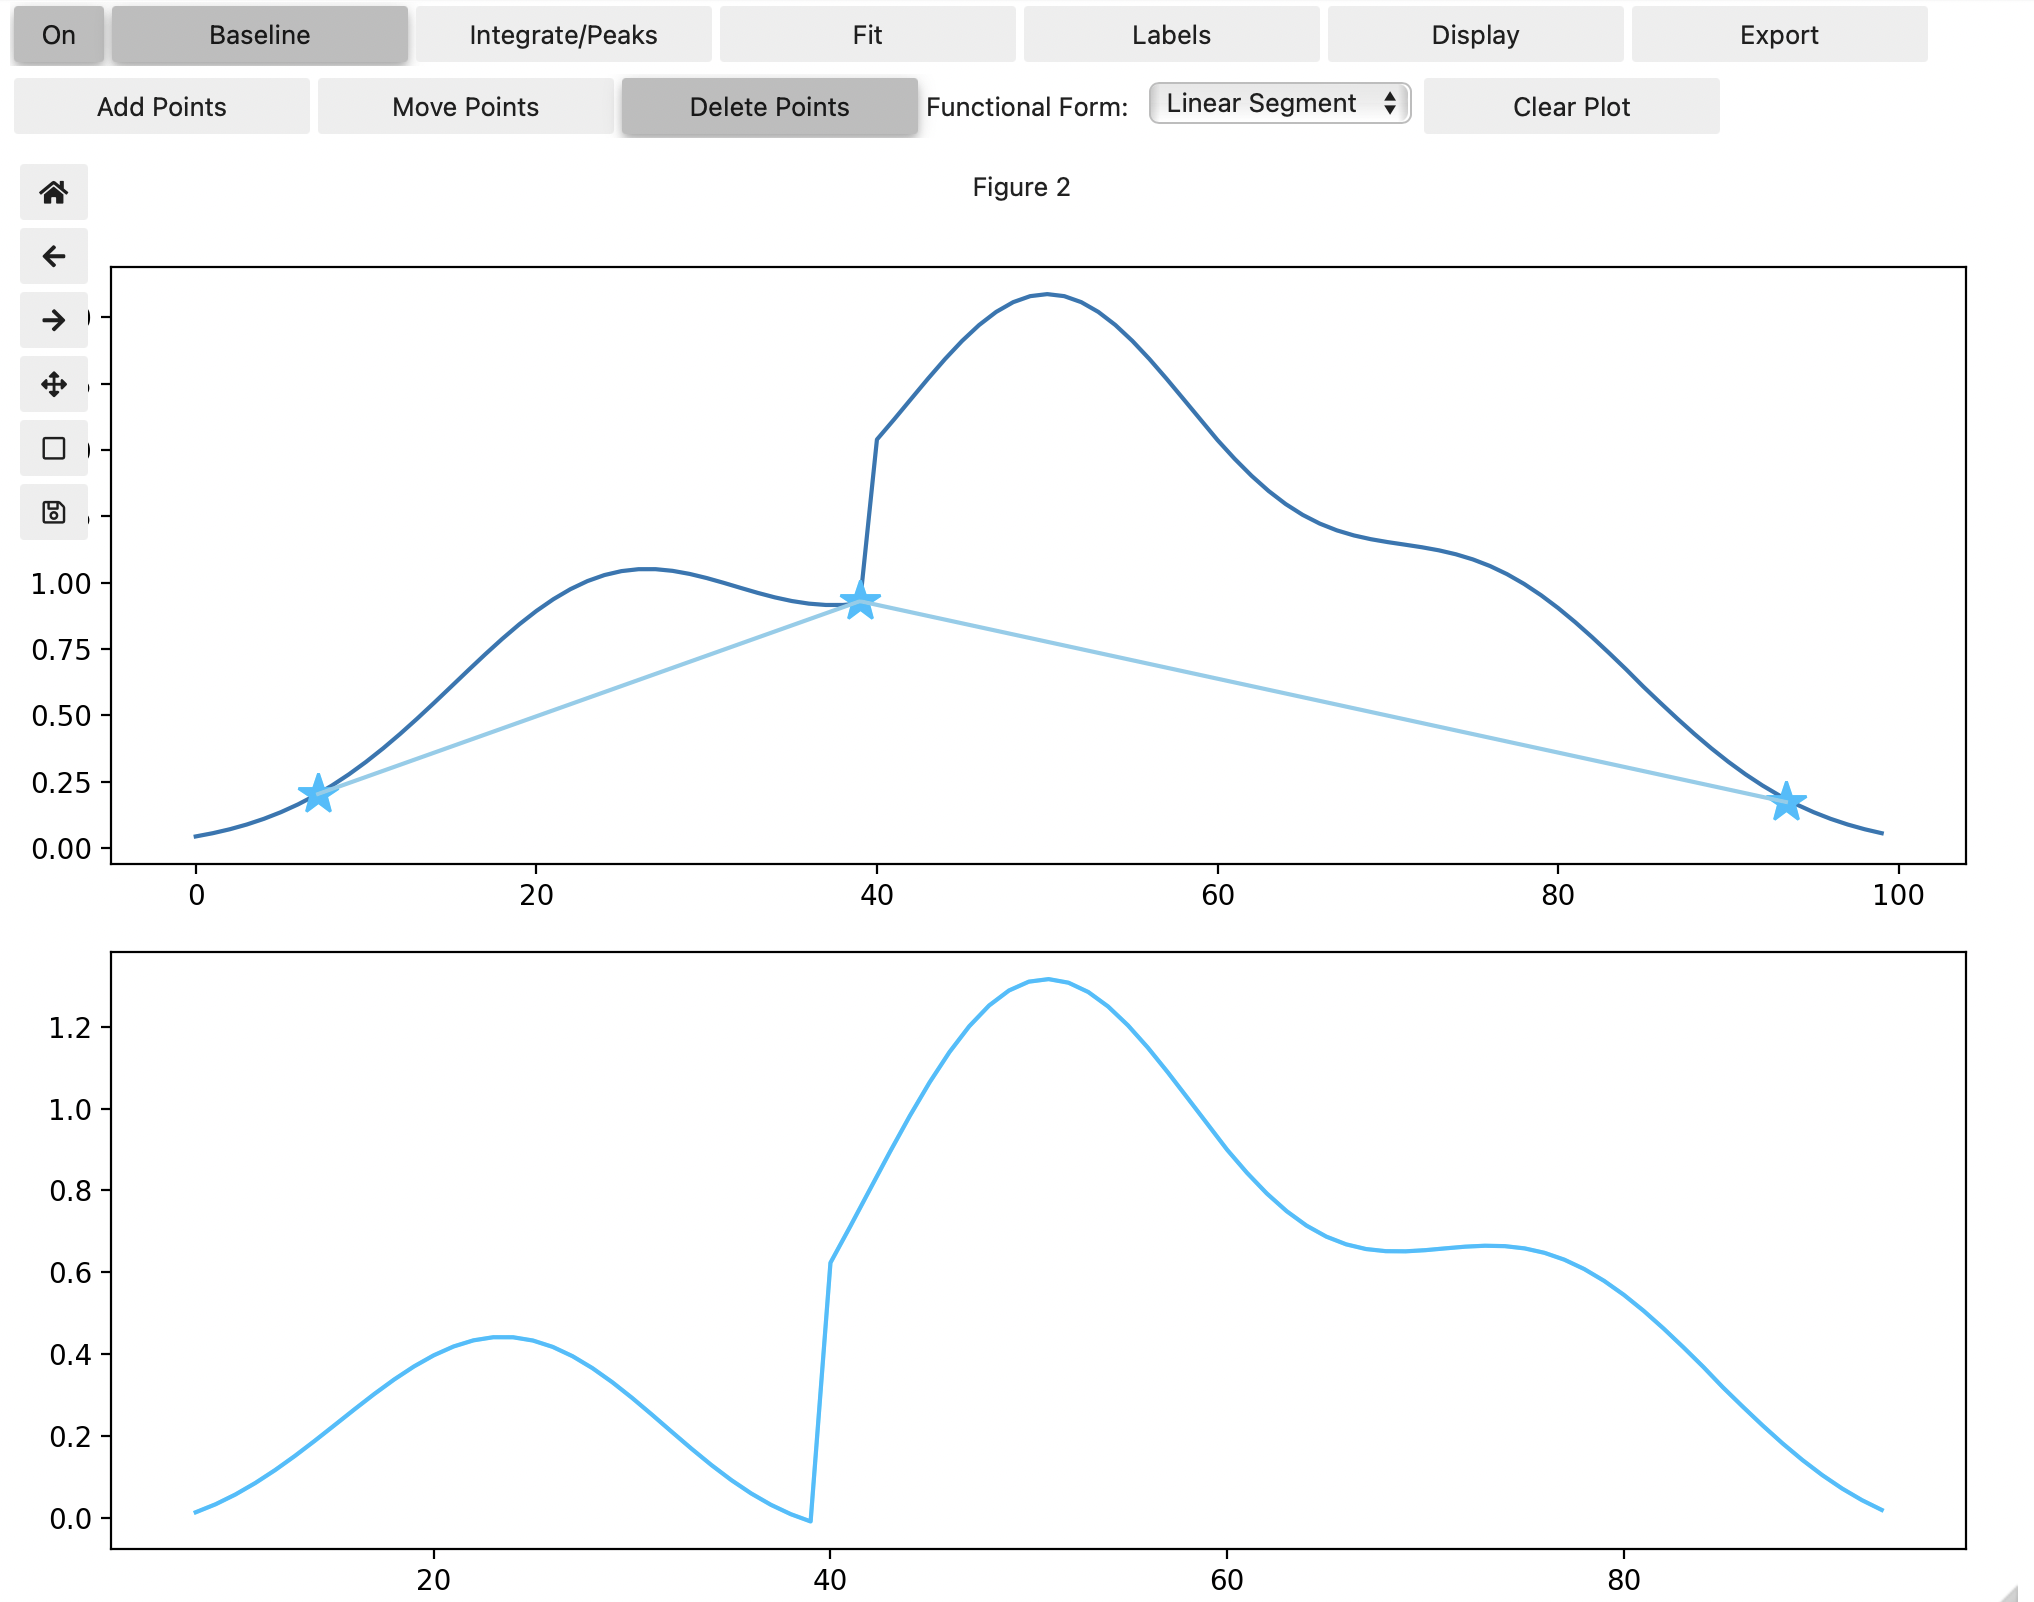 On Baseline Integrate/Peaks Fit Labels Display Export
Add Points Move Points Delete Points Functional Form: Linear Segment Clear Plot
Figure 2
1.00
0.75
0.50
0.25
0.00
0 20 40 60 80 100
1.2
1.0
0.8
0.6
0.4
0.2
0.0
20 40 60 80